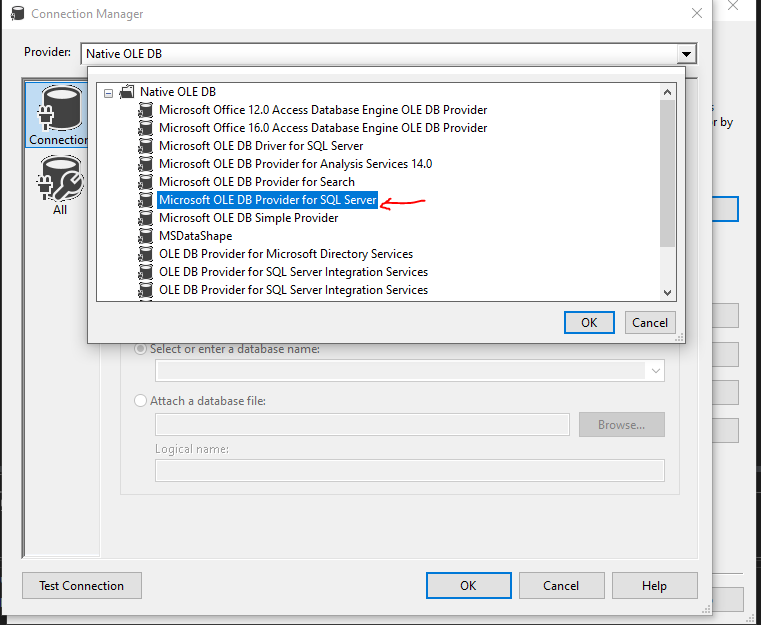 Connection Manager
Provider:
Native OLE DB
Native OLE DB
Microsoft Office 12.0 Access Database Engine OLE DB Provider
Microsoft Office 16.0 Access Database Engine OLE DB Provider
Microsoft OLE DB Driver for SQL Server
Microsoft OLE DB Provider for Analysis Services 14.0
Microsoft OLE DB Provider for Search
Microsoft OLE DB Provider for SQL Server
Microsoft OLE DB Simple Provider
MSDataShape
OLE DB Provider for Microsoft Directory Services
OLE DB Provider for SQL Server Integration Services
OLE DB Provider for SQL Server Integration Services
Connection
All
or by
OK
Cancel
Select or enter a database name:
Attach a database file:
Browse...
Logical name:
Test Connection
OK
Cancel
Help